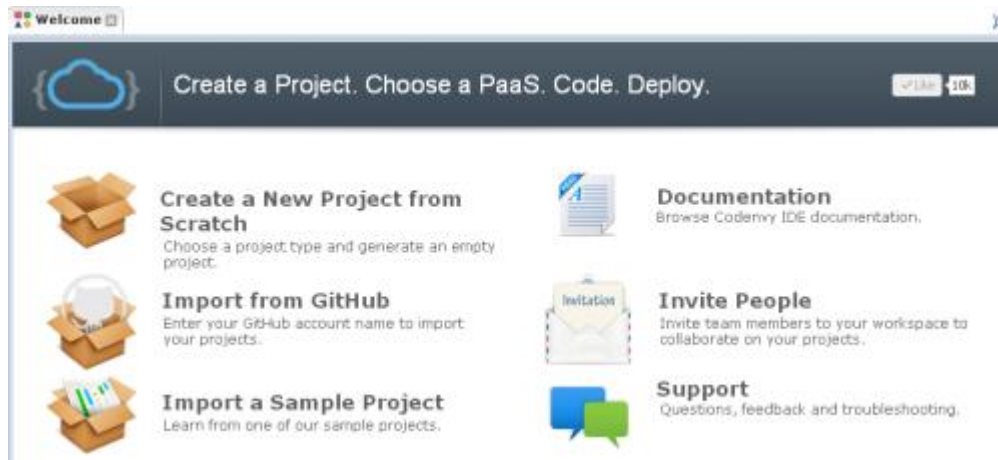 Welcome
Create a Project. Choose a PaaS. Code. Deploy.
Like 10k
Create a New Project from
Scratch
Choose a project type and generate an empty
project.
Import from GitHub
Enter your GitHub account name to import
your projects.
Import a Sample Project
Learn from one of our sample projects.
Documentation
Browse Codenvy IDE documentation.
Invitation
Invite People
Invite team members to your workspace to
collaborate on your projects.
Support
Questions, feedback and troubleshooting.